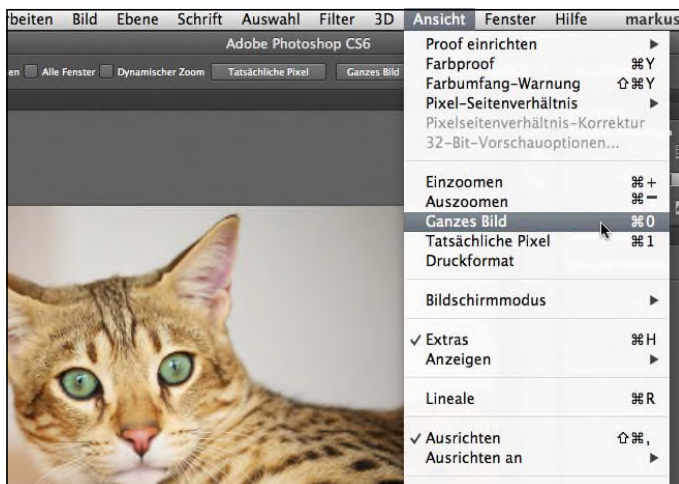 rbeiten Bild Ebene Schrift Auswahl Filter 3D Ansicht Fenster Hilfe markus
Adobe Photoshop CS6
en Alle Fenster Dynamischer Zoom Tatsächliche Pixel Ganzes Bild
Proof einrichten ▶
Farbproof ⌘Y
Farbumfang-Warnung ⇧⌘Y
Pixel-Seitenverhältnis ▶
Pixelseitenverhältnis-Korrektur
32-Bit-Vorschauoptionen...
Einzoomen ⌘+
Auszoomen ⌘−
Ganzes Bild ⌘0
Tatsächliche Pixel ⌘1
Druckformat
Bildschirmmodus ▶
✓ Extras ⌘H
Anzeigen ▶
Lineale ⌘R
✓ Ausrichten ⇧⌘,
Ausrichten an ▶